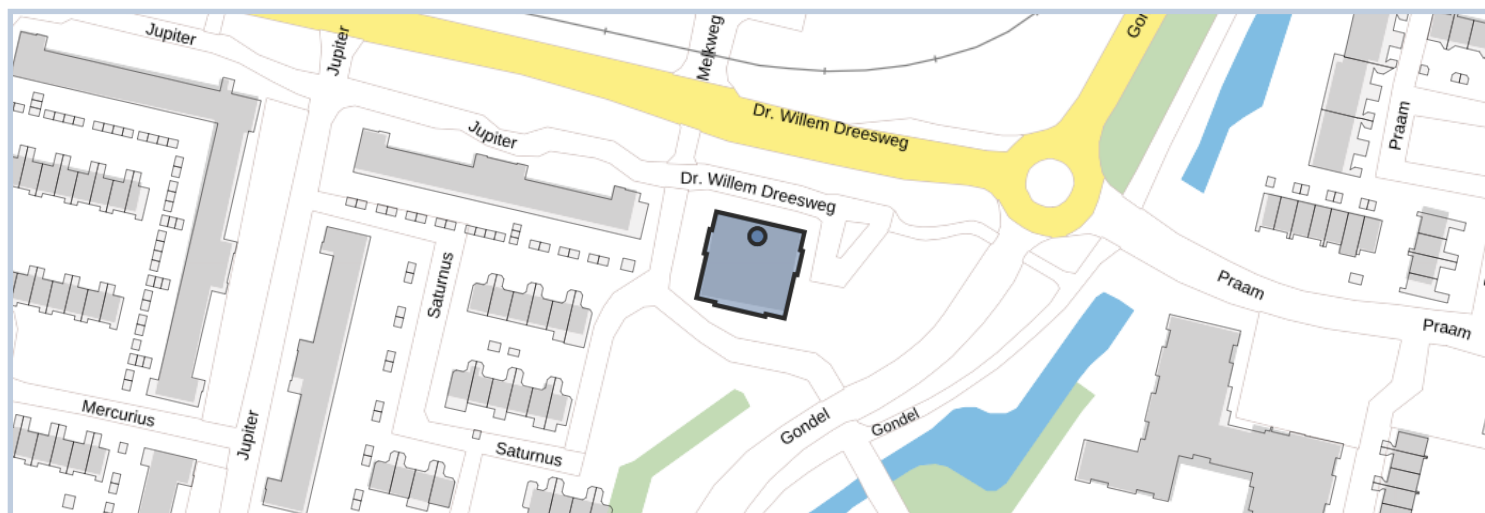 Jupiter
Jupiter
Melkweg
Dr. Willem Dreesweg
Jupiter
Praam
Dr. Willem Dreesweg
Saturnus
Praam
Praam
Mercurius
Jupiter
Gondel
Gondel
Saturnus